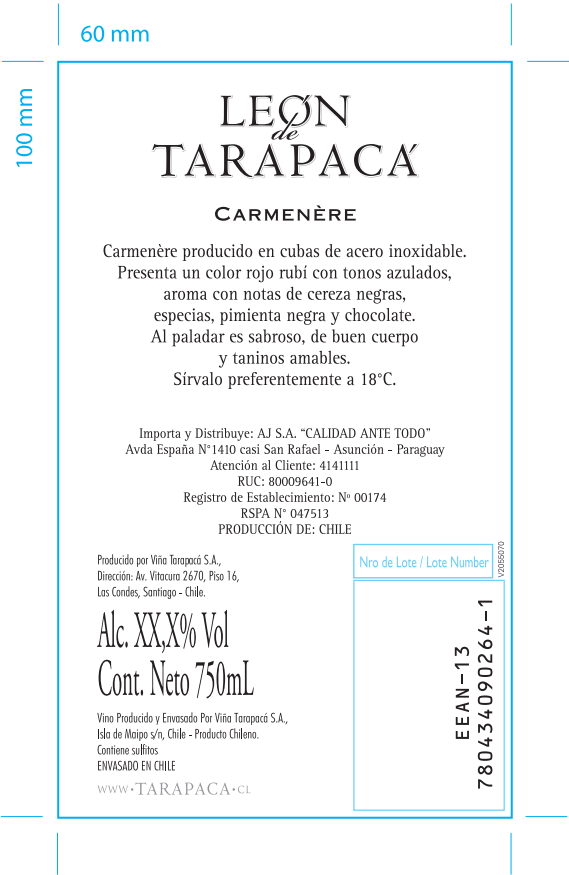 60 mm
100 mm
LEØN
de
TARAPACÁ
CARMENÈRE
Carmenère producido en cubas de acero inoxidable.
Presenta un color rojo rubí con tonos azulados,
aroma con notas de cereza negras,
especias, pimienta negra y chocolate.
Al paladar es sabroso, de buen cuerpo
y taninos amables.
Sírvalo preferentemente a 18°C.
Importa y Distribuye: AJ S.A. “CALIDAD ANTE TODO”
Avda España N°1410 casi San Rafael - Asunción - Paraguay
Atención al Cliente: 4141111
RUC: 80009641-0
Registro de Establecimiento: Nº 00174
RSPA N° 047513
PRODUCCIÓN DE: CHILE
Producido por Viña Tarapacá S.A.,
Dirección: Av. Vitacura 2670, Piso 16,
Las Condes, Santiago - Chile.
Alc. XX,X% Vol
Cont. Neto 750mL
Vino Producido y Envasado Por Viña Tarapacá S.A.,
Isla de Maipo s/n, Chile - Producto Chileno.
Contiene sulfitos
ENVASADO EN CHILE
WWW·TARAPACA·CL
Nro de Lote / Lote Number
V2055070
EEAN-13
780434090264-1